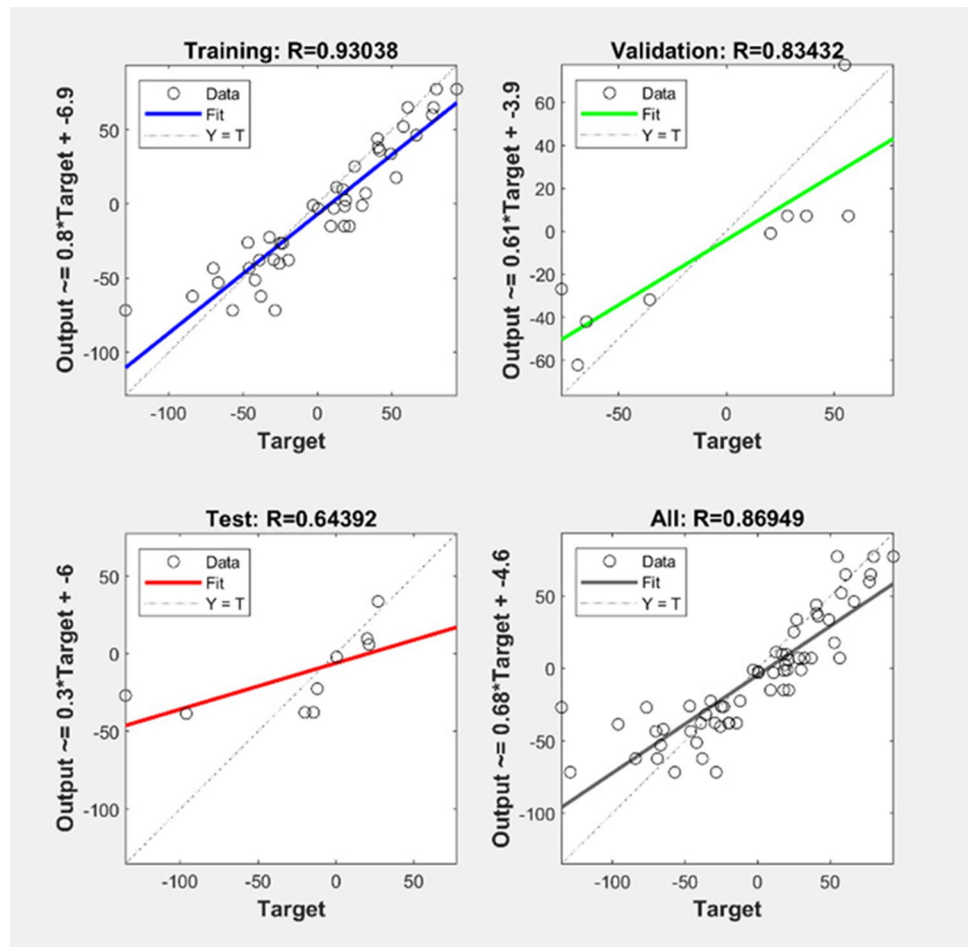 Training: R=0.93038
Output ~= 0.8*Target + -6.9
Data
Fit
Y = T
50
0
-50
-100
-100 -50 0 50
Target
Validation: R=0.83432
Output ~= 0.61*Target + -3.9
Data
Fit
Y = T
60
40
20
0
-20
-40
-60
-50 0 50
Target
Test: R=0.64392
Output ~= 0.3*Target + -6
Data
Fit
Y = T
50
0
-50
-100
-100 -50 0 50
Target
All: R=0.86949
Output ~= 0.68*Target + -4.6
Data
Fit
Y = T
50
0
-50
-100
-100 -50 0 50
Target